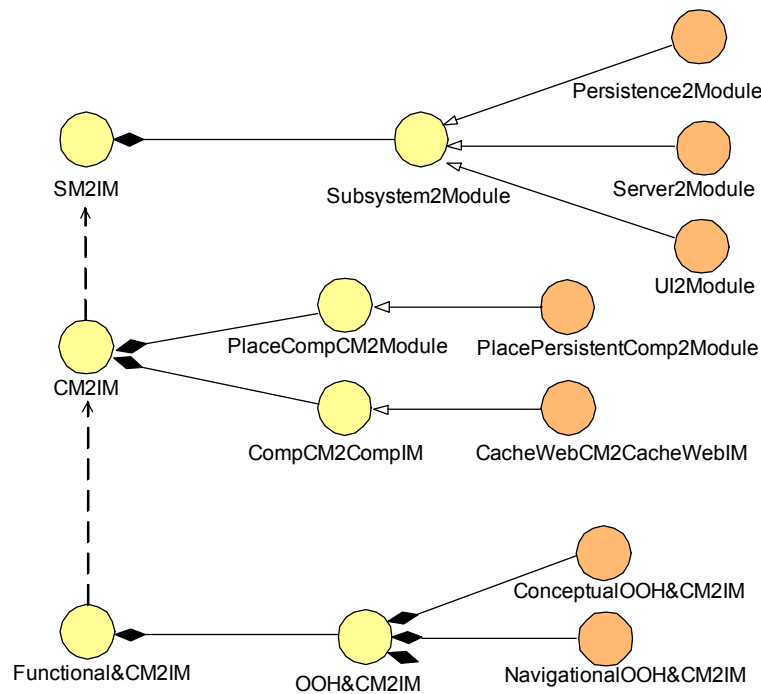 Persistence2Module
SM2IM
Subsystem2Module
Server2Module
UI2Module
PlaceCompCM2Module
PlacePersistentComp2Module
CM2IM
CompCM2CompIM
CacheWebCM2CacheWebIM
ConceptualOOH&CM2IM
Functional&CM2IM
OOH&CM2IM
NavigationalOOH&CM2IM